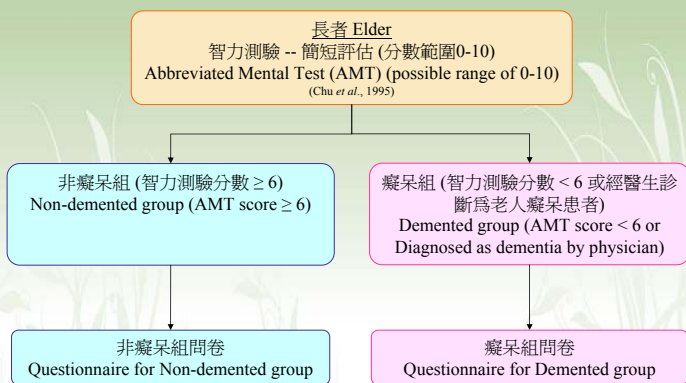 長者 Elder
智力測驗 -- 簡短評估 (分數範圍0-10)
Abbreviated Mental Test (AMT) (possible range of 0-10)
(Chu et al., 1995)
非癡呆組 (智力測驗分數 ≥ 6)
Non-demented group (AMT score ≥ 6)
癡呆組 (智力測驗分數 < 6 或經醫生診
斷爲老人癡呆患者)
Demented group (AMT score < 6 or
Diagnosed as dementia by physician)
非癡呆組問卷
Questionnaire for Non-demented group
癡呆組問卷
Questionnaire for Demented group